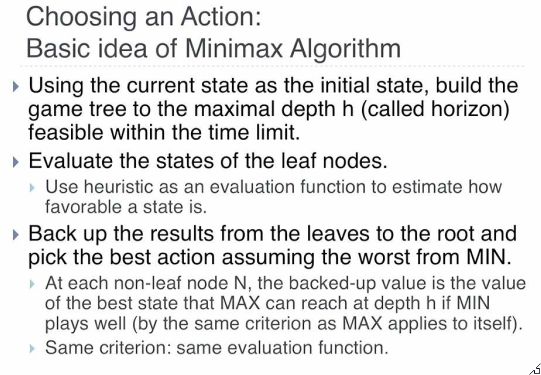 Choosing an Action:
Basic idea of Minimax Algorithm
Using the current state as the initial state, build the
game tree to the maximal depth h (called horizon)
feasible within the time limit.
Evaluate the states of the leaf nodes.
Use heuristic as an evaluation function to estimate how
favorable a state is.
Back up the results from the leaves to the root and
pick the best action assuming the worst from MIN.
At each non-leaf node N, the backed-up value is the value
of the best state that MAX can reach at depth h if MIN
plays well (by the same criterion as MAX applies to itself).
Same criterion: same evaluation function.